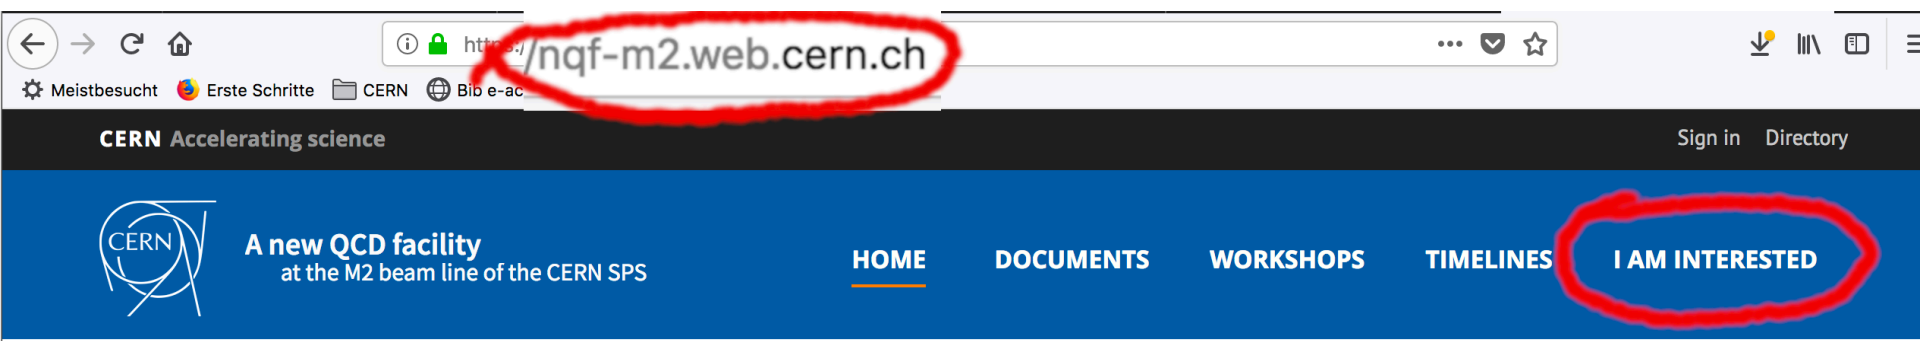 https:/
/nqf-m2.web.cern.ch
Meistbesucht Erste Schritte CERN Bib e-ac
CERN Accelerating science
Sign in Directory
CERN
A new QCD facility
at the M2 beam line of the CERN SPS
HOME DOCUMENTS WORKSHOPS TIMELINES I AM INTERESTED